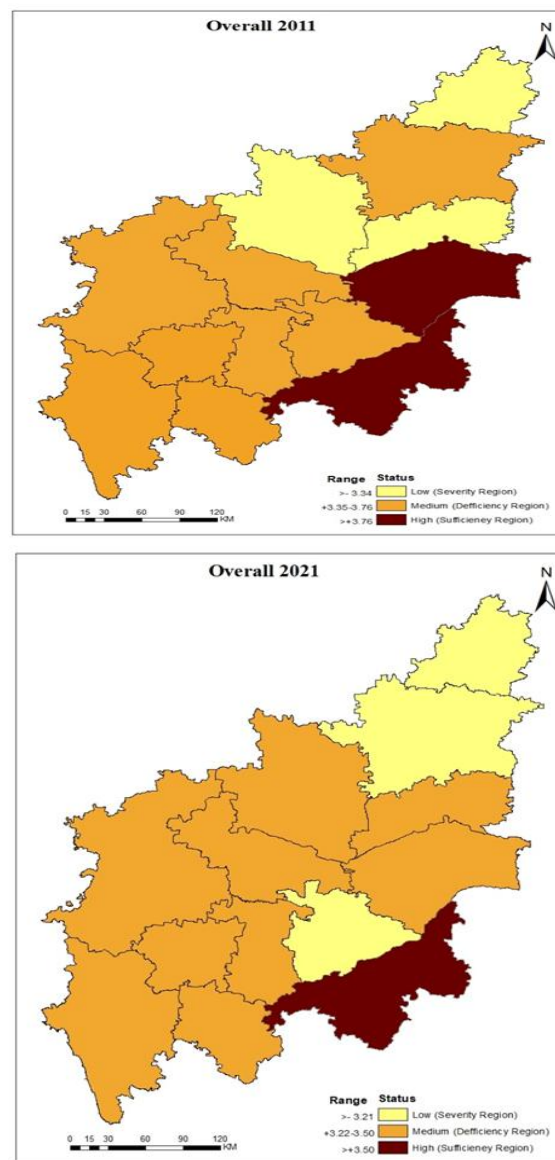 Overall 2011
N
Range Status
>- 3.34 Low (Severity Region)
+3.35-3.76 Medium (Defficiency Region)
>+3.76 High (Sufficieney Region)
0 15 30 60 90 120
KM
Overall 2021
N
Range Status
>- 3.21 Low (Severity Region)
+3.22-3.50 Medium (Defficiency Region)
>+3.50 High (Sufficieney Region)
0 15 30 60 90 120
KM